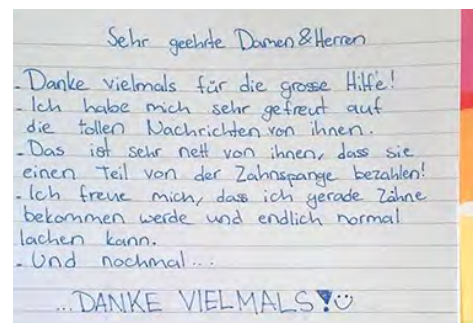 Sehr geehrte Damen & Herren
- Danke vielmals für die grosse Hilfe!
- Ich habe mich sehr gefreut auf
die tollen Nachrichten von ihnen.
- Das ist sehr nett von ihnen, dass sie
einen Teil von der Zahnspange bezahlen!
- Ich freue mich, dass ich gerade Zähne
bekommen werde und endlich normal
lachen kann.
- Und nochmal...
...DANKE VIELMALS!☺